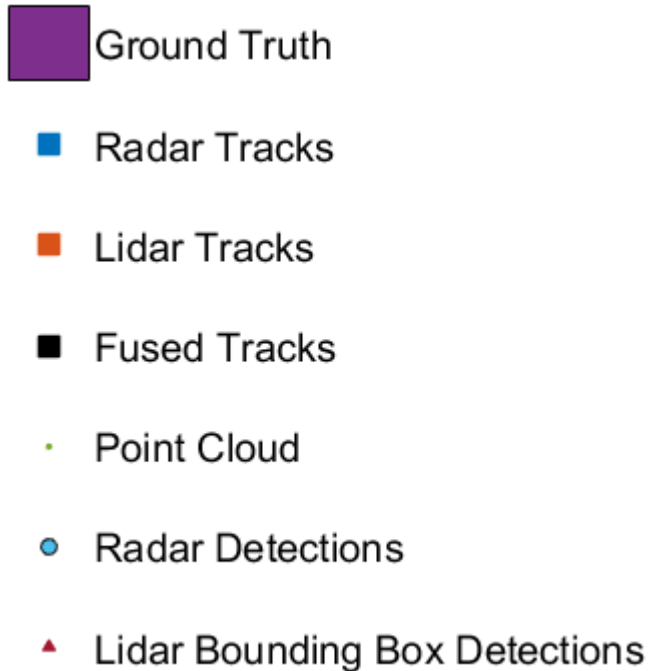 Ground Truth
Radar Tracks
Lidar Tracks
Fused Tracks
Point Cloud
Radar Detections
Lidar Bounding Box Detections